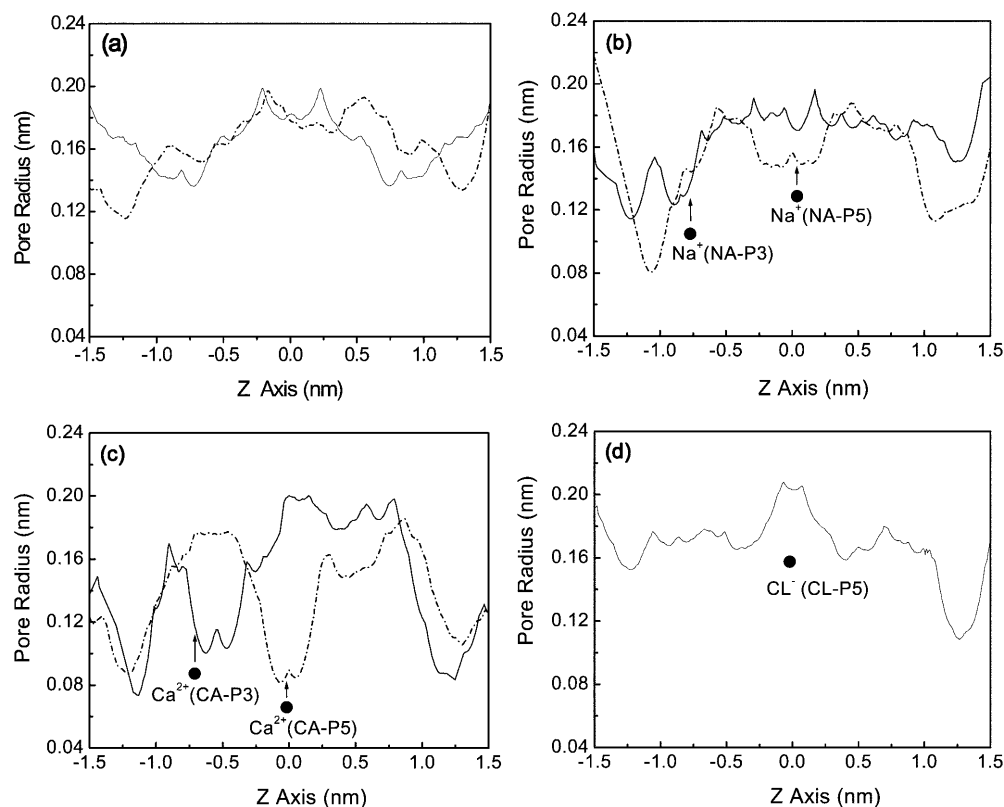 (a)
0.24
0.20
0.16
0.12
0.08
0.04
Pore Radius (nm)
-1.5 -1.0 -0.5 0.0 0.5 1.0 1.5
Z Axis (nm)
(b)
0.24
0.20
0.16
0.12
0.08
0.04
Pore Radius (nm)
Na⁺(NA-P5)
Na⁺(NA-P3)
-1.5 -1.0 -0.5 0.0 0.5 1.0 1.5
Z Axis (nm)
(c)
0.24
0.20
0.16
0.12
0.08
0.04
Pore Radius (nm)
Ca²⁺(CA-P3)
Ca²⁺(CA-P5)
-1.5 -1.0 -0.5 0.0 0.5 1.0 1.5
Z Axis (nm)
(d)
0.24
0.20
0.16
0.12
0.08
0.04
Pore Radius (nm)
CL⁻(CL-P5)
-1.5 -1.0 -0.5 0.0 0.5 1.0 1.5
Z Axis (nm)